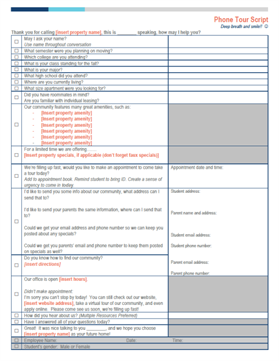 Phone Tour Script
Deep breath and smile! ☺
Thank you for calling [insert property name], this is ________ speaking, how may I help you?
May I ask your name?
Use name throughout conversation
What semester were you planning on moving?
Which college are you attending?
What is your class standing for the fall?
What is your major?
What high school did you attend?
Where are you currently living?
What size apartment were you looking for?
Did you have roommates in mind?
Are you familiar with individual leasing?
Our community features many great amenities, such as:
- [insert property amenity]
- [insert property amenity]
- [insert property amenity]
- [insert property amenity]
- [insert property amenity]
- [insert property amenity]
For a limited time we are offering....
[Insert property specials, if applicable (don't forget taxi specials)].
We're filling up fast, would you like to make an appointment to come take
a tour today?
Add to appointment book. Remind student to bring ID. Create a sense of
urgency to come in today
Appointment date and time:
I'd like to send you some info about our community, what address can I
send that to?
Student address:
I'd like to send your parents the same information, where can I send that
to?
Parent name and address:
Could we get your email address and phone number so we can keep you
posted about any specials?
Student email address:
Could we get your parents' email and phone number to keep them posted
on specials as well?
Student phone number:
Do you know how to find our community?
[insert directions]
Parent email address:
Parent phone number:
Our office is open [insert hours].
Didn't make appointment:
I'm sorry you can't stop by today! You can still check out our website,
[insert website address], take a virtual tour of our community, and even
apply online. Please come see us soon, we're filling up fast!
How did you hear about us? (Multiple Resources Preferred)
Have I answered all of your questions today?
Great! It was nice talking to you ________, and we hope you choose
[insert property name] as your future home!
Employee Name: Date: Time:
Student's gender: Male or Female